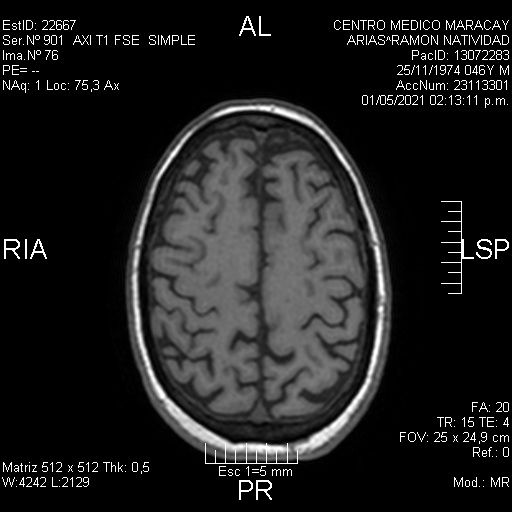 EstID: 22667
Ser.Nº 901 AXI T1 FSE SIMPLE
Ima.Nº 76
PE= --
NAq: 1 Loc: 75,3 Ax
AL
CENTRO MEDICO MARACAY
ARIAS^RAMON NATIVIDAD
PacID: 13072283
25/11/1974 046Y M
AccNum: 23113301
01/05/2021 02:13:11 p.m.
RIA
LSP
FA: 20
TR: 15 TE: 4
FOV: 25 x 24,9 cm
Ref.: 0
Mod.: MR
Matriz 512 x 512 Thk: 0,5
W:4242 L:2129
Esc 1=5 mm
PR